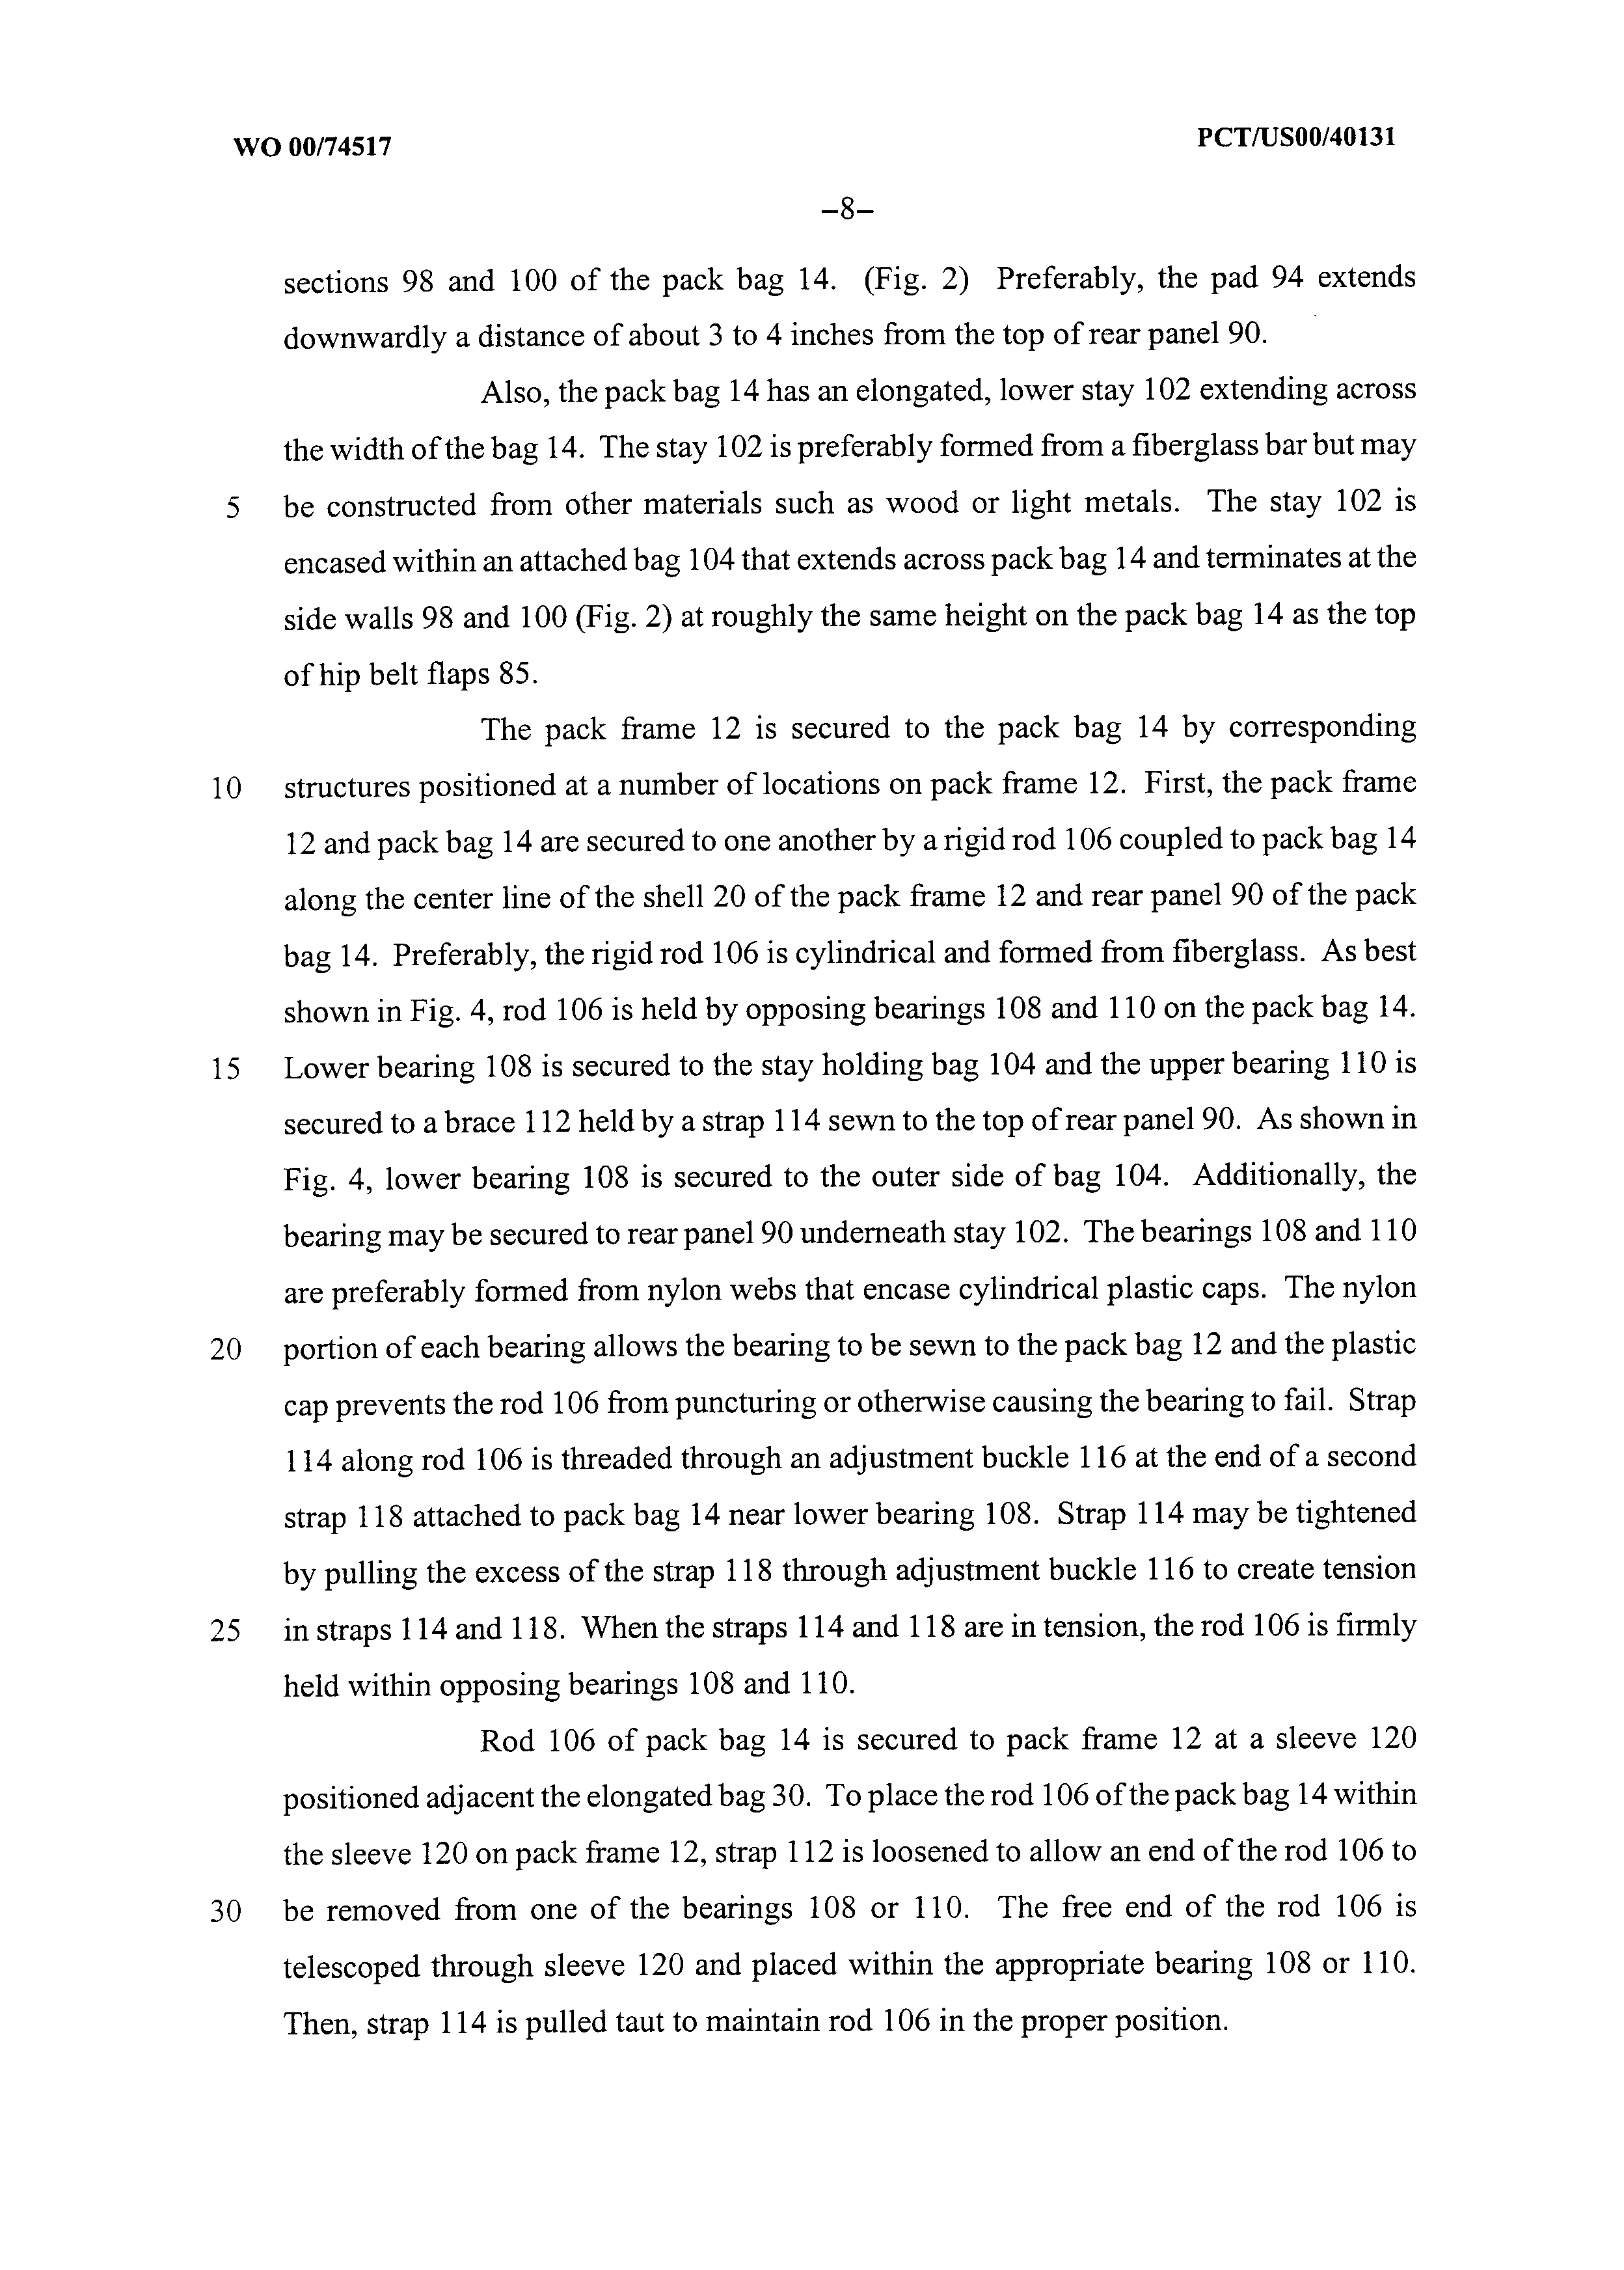 WO 00/74517
PCT/US00/40131
–8–
sections 98 and 100 of the pack bag 14. (Fig. 2) Preferably, the pad 94 extends
downwardly a distance of about 3 to 4 inches from the top of rear panel 90.
Also, the pack bag 14 has an elongated, lower stay 102 extending across
the width of the bag 14. The stay 102 is preferably formed from a fiberglass bar but may
5 be constructed from other materials such as wood or light metals. The stay 102 is
encased within an attached bag 104 that extends across pack bag 14 and terminates at the
side walls 98 and 100 (Fig. 2) at roughly the same height on the pack bag 14 as the top
of hip belt flaps 85.
The pack frame 12 is secured to the pack bag 14 by corresponding
10 structures positioned at a number of locations on pack frame 12. First, the pack frame
12 and pack bag 14 are secured to one another by a rigid rod 106 coupled to pack bag 14
along the center line of the shell 20 of the pack frame 12 and rear panel 90 of the pack
bag 14. Preferably, the rigid rod 106 is cylindrical and formed from fiberglass. As best
shown in Fig. 4, rod 106 is held by opposing bearings 108 and 110 on the pack bag 14.
15 Lower bearing 108 is secured to the stay holding bag 104 and the upper bearing 110 is
secured to a brace 112 held by a strap 114 sewn to the top of rear panel 90. As shown in
Fig. 4, lower bearing 108 is secured to the outer side of bag 104. Additionally, the
bearing may be secured to rear panel 90 underneath stay 102. The bearings 108 and 110
are preferably formed from nylon webs that encase cylindrical plastic caps. The nylon
20 portion of each bearing allows the bearing to be sewn to the pack bag 12 and the plastic
cap prevents the rod 106 from puncturing or otherwise causing the bearing to fail. Strap
114 along rod 106 is threaded through an adjustment buckle 116 at the end of a second
strap 118 attached to pack bag 14 near lower bearing 108. Strap 114 may be tightened
by pulling the excess of the strap 118 through adjustment buckle 116 to create tension
25 in straps 114 and 118. When the straps 114 and 118 are in tension, the rod 106 is firmly
held within opposing bearings 108 and 110.
Rod 106 of pack bag 14 is secured to pack frame 12 at a sleeve 120
positioned adjacent the elongated bag 30. To place the rod 106 of the pack bag 14 within
the sleeve 120 on pack frame 12, strap 112 is loosened to allow an end of the rod 106 to
30 be removed from one of the bearings 108 or 110. The free end of the rod 106 is
telescoped through sleeve 120 and placed within the appropriate bearing 108 or 110.
Then, strap 114 is pulled taut to maintain rod 106 in the proper position.